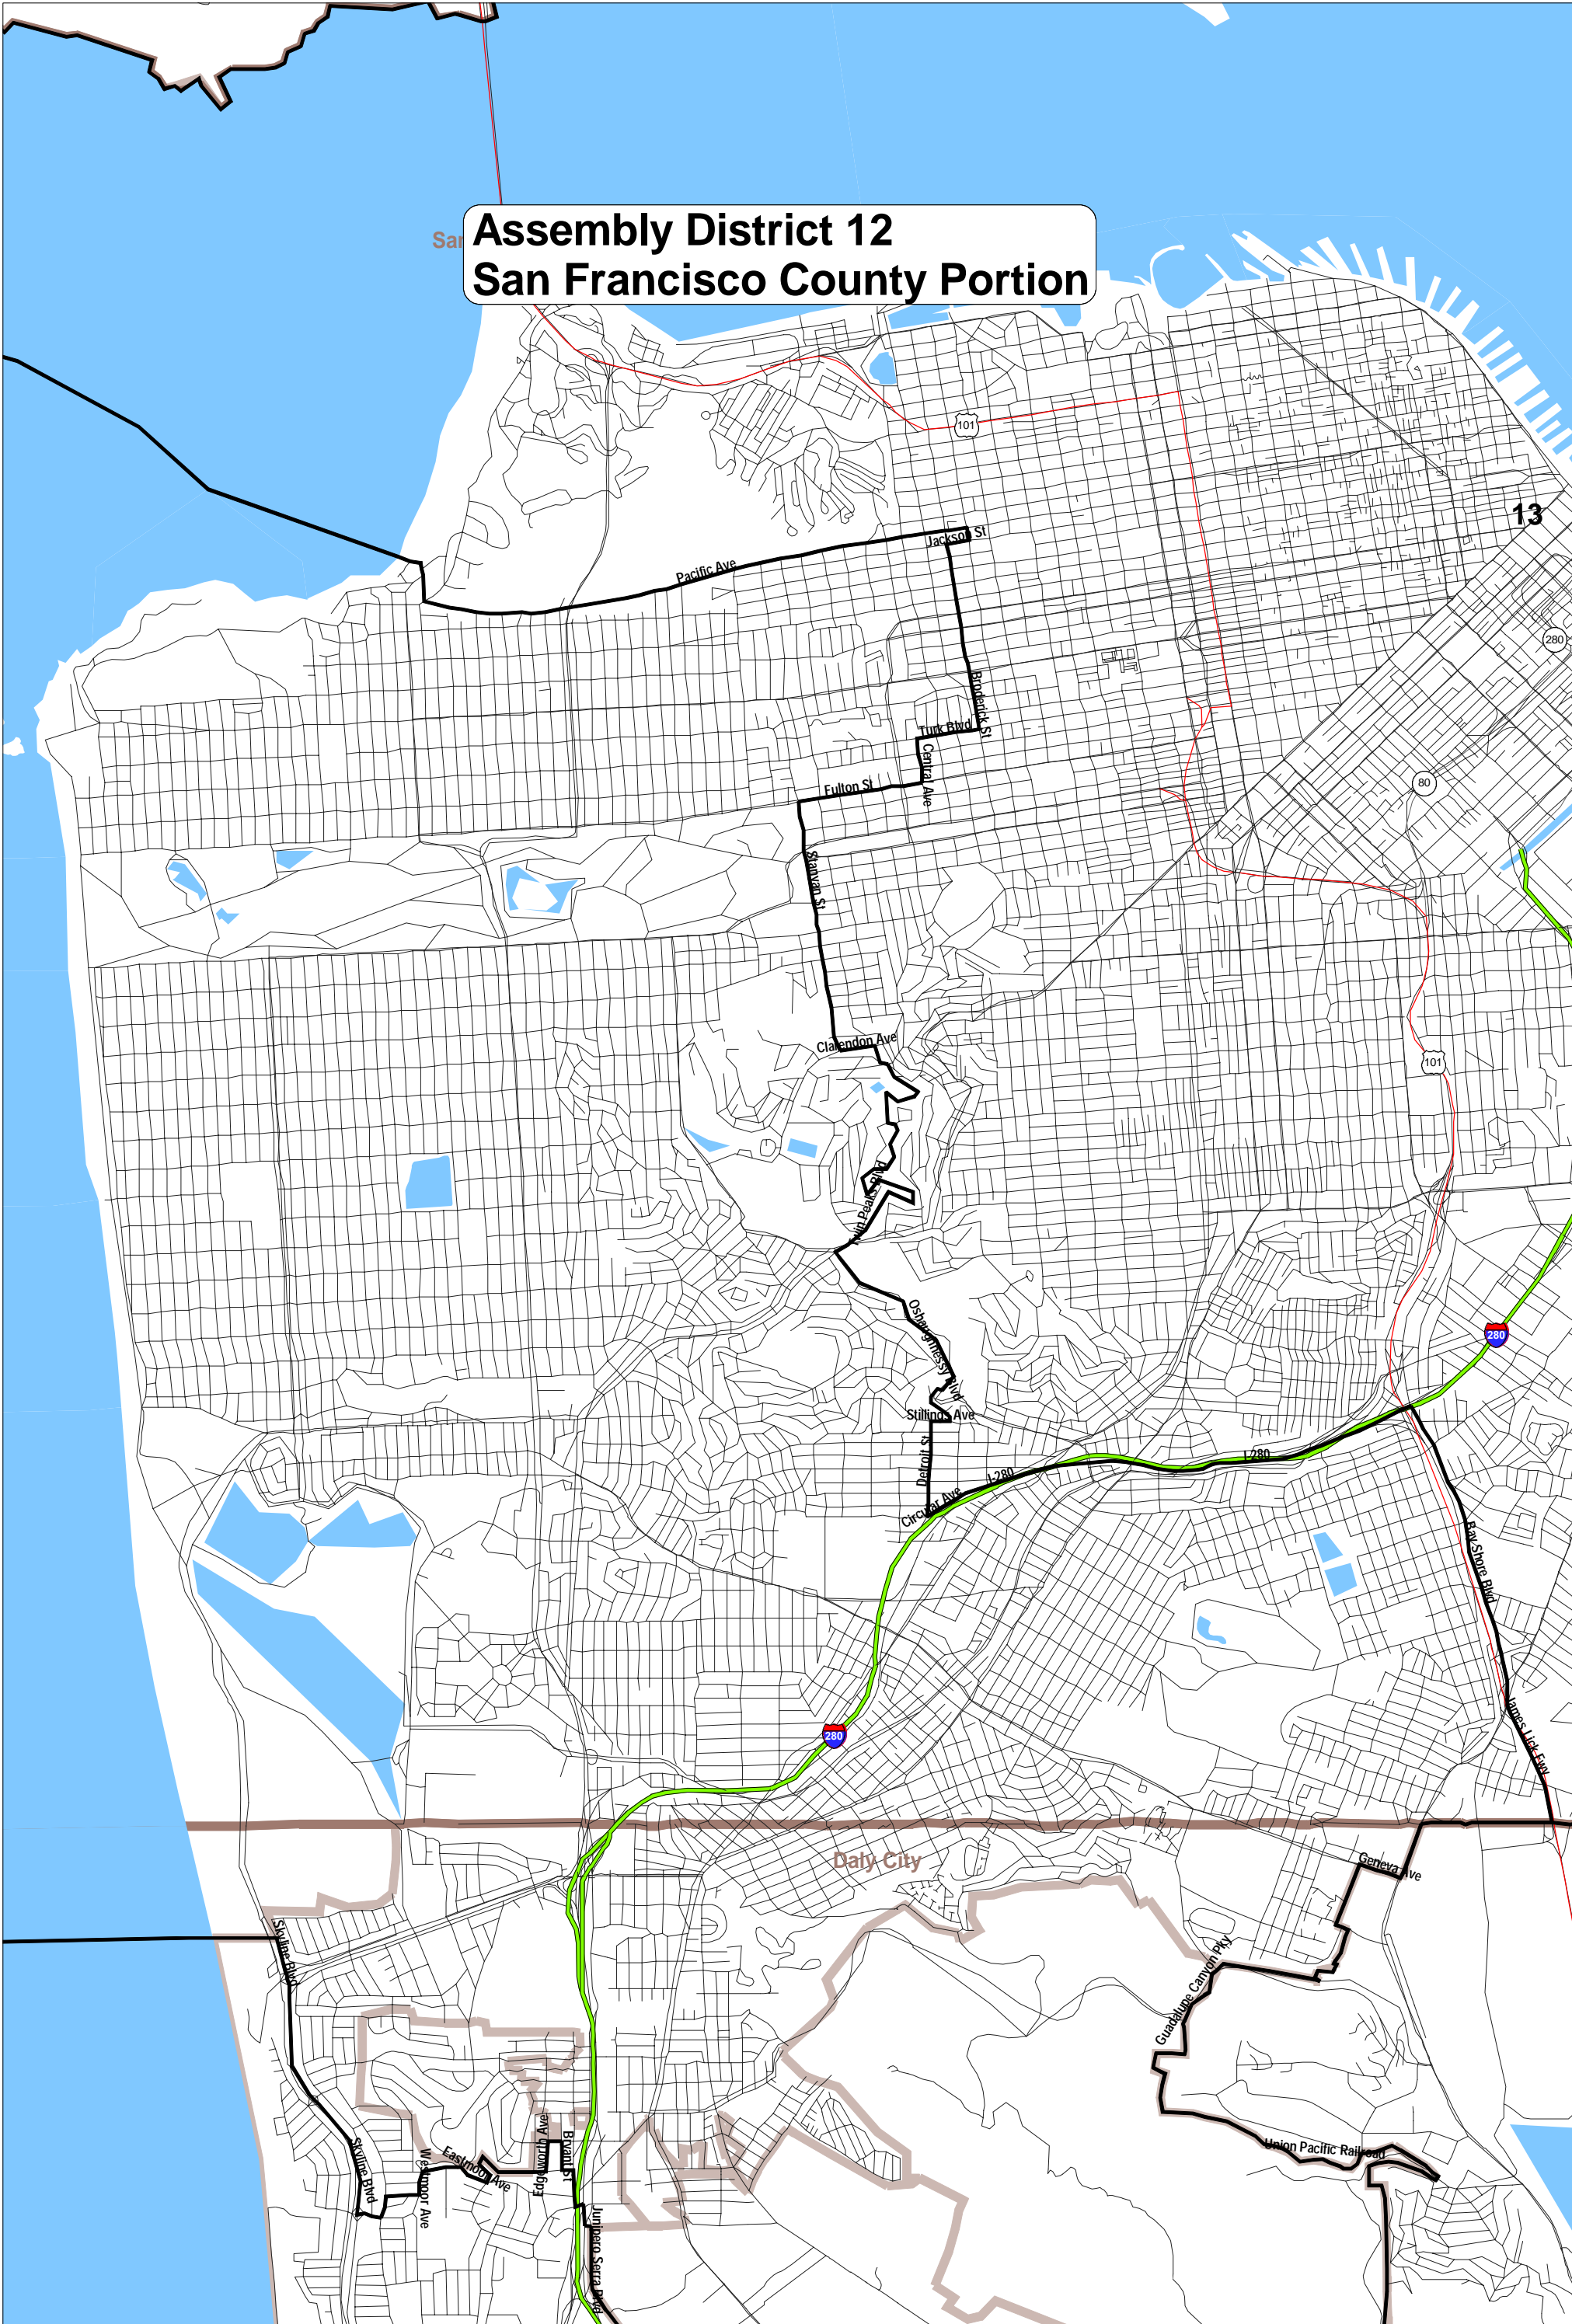 Assembly District 12
San
San Francisco County Portion
101
13
Jackson St
Pacific Ave
280
Broderick St
Turk Blvd
Central Ave
Fulton St
80
Stanyan St
Clarendon Ave
101
Twin Peaks Blvd
Oshaughnessy Blvd
280
Stillings Ave
Detroit St
I-280
I-280
Circular Ave
Bay Shore Blvd
James Lick Fwy
280
Daly City
Geneva Ave
Skyline Blvd
Guadalupe Canyon Pky
Union Pacific Railroad
Skyline Blvd
Westmoor Ave
Eastmoor Ave
Edgeworth Ave
Bryant St
Junipero Serra Blvd